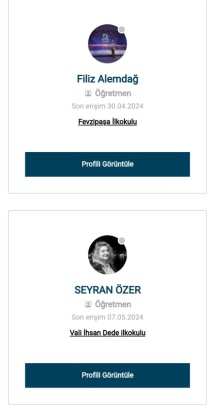 Filiz Alemdağ
Öğretmen
Son erişim 30.04.2024
Fevzipaşa İlkokulu
Profili Görüntüle
SEYRAN ÖZER
Öğretmen
Son erişim 07.05.2024
Vali İhsan Dede ilkokulu
Profili Görüntüle